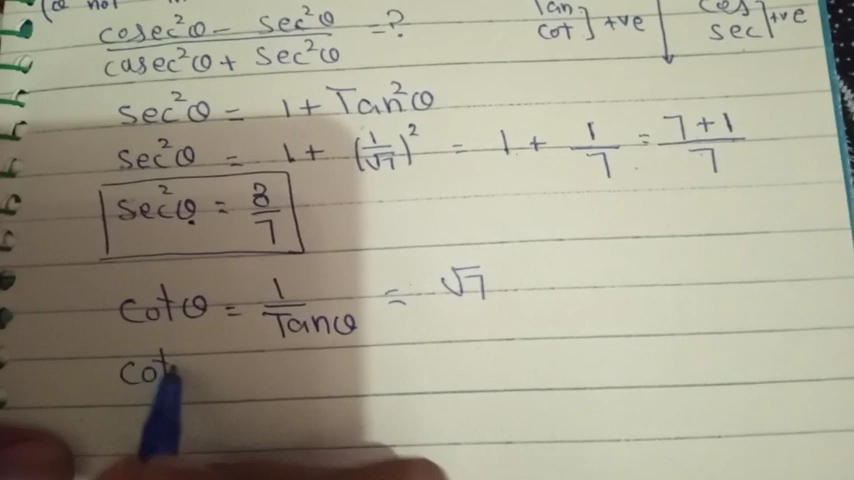 cosec²θ - sec²θ / cosec²θ + sec²θ = ?
Tan cot ] +ve
sec ] +ve
sec²θ = 1 + Tan²θ
sec²θ = 1 + (1/√7)² = 1 + 1/7 = 7+1/7
sec²θ = 8/7
cotθ = 1/Tanθ = √7
cot